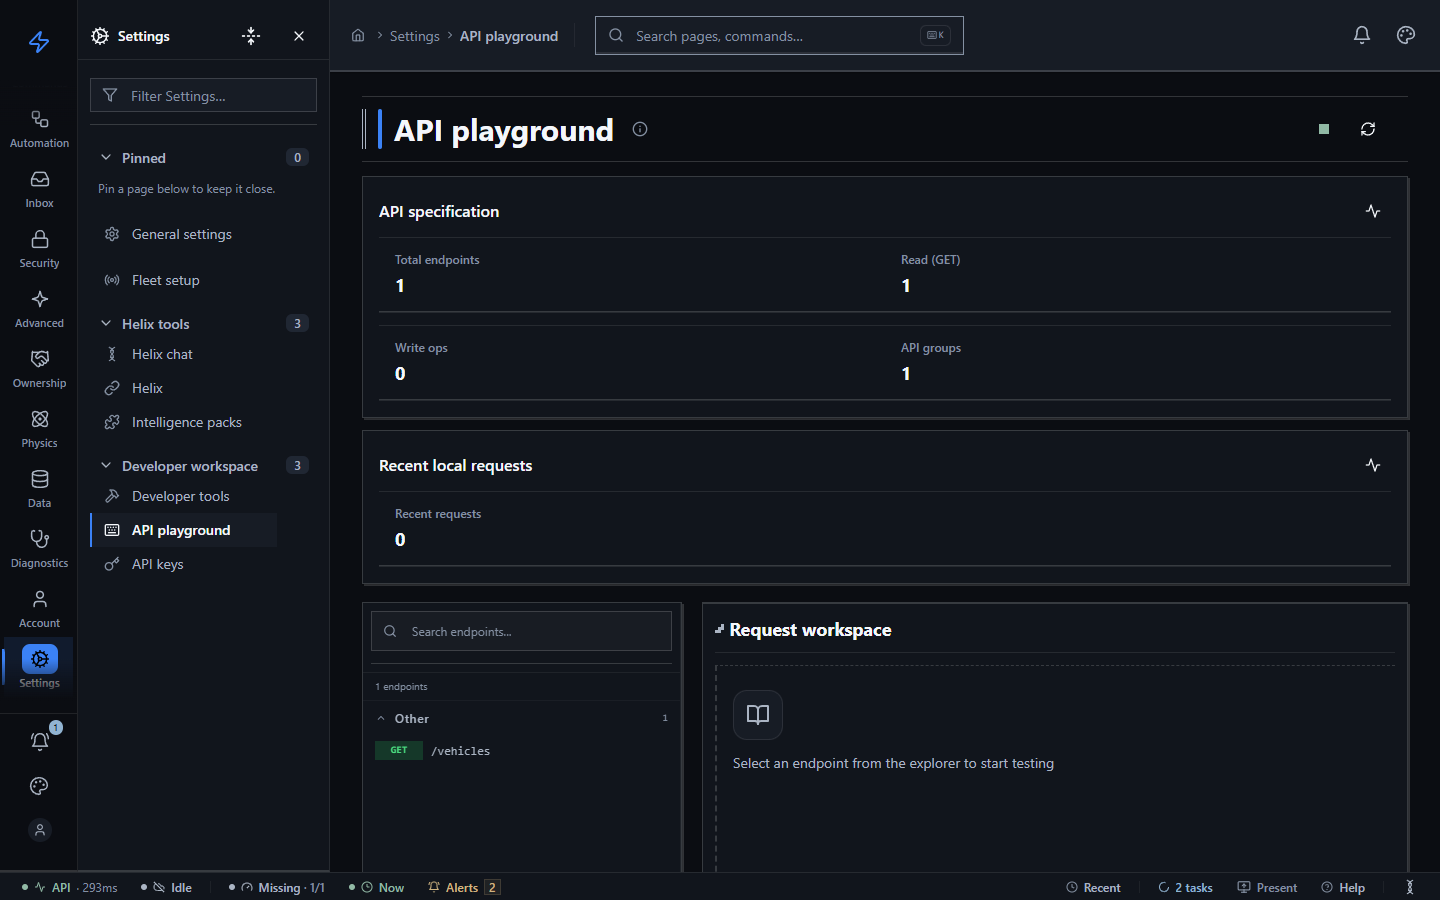 Settings
Settings
API playground
Search pages, commands...
K
Filter Settings...
Pinned
0
Pin a page below to keep it close.
General settings
Fleet setup
Helix tools
3
Helix chat
Helix
Intelligence packs
Developer workspace
3
Developer tools
API playground
API keys
Automation
Inbox
Security
Advanced
Ownership
Physics
Data
Diagnostics
Account
Settings
1
API playground
API specification
Total endpoints
1
Read (GET)
1
Write ops
0
API groups
1
Recent local requests
Recent requests
0
Search endpoints...
1 endpoints
Other
1
GET /vehicles
Request workspace
Select an endpoint from the explorer to start testing
API · 293ms
Idle
Missing · 1/1
Now
Alerts 2
Recent
2 tasks
Present
Help